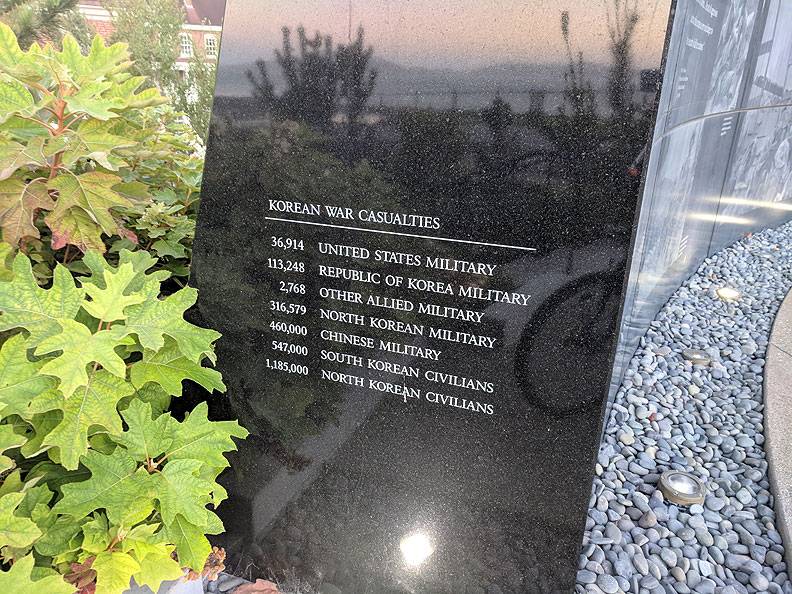 KOREAN WAR CASUALTIES
36,914 UNITED STATES MILITARY
113,248 REPUBLIC OF KOREA MILITARY
2,768 OTHER ALLIED MILITARY
316,579 NORTH KOREAN MILITARY
460,000 CHINESE MILITARY
547,000 SOUTH KOREAN CIVILIANS
1,185,000 NORTH KOREAN CIVILIANS